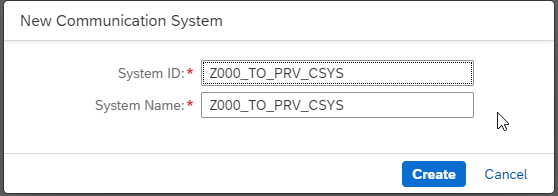 New Communication System
System ID:* Z000_TO_PRV_CSYS
System Name:* Z000_TO_PRV_CSYS
Create Cancel